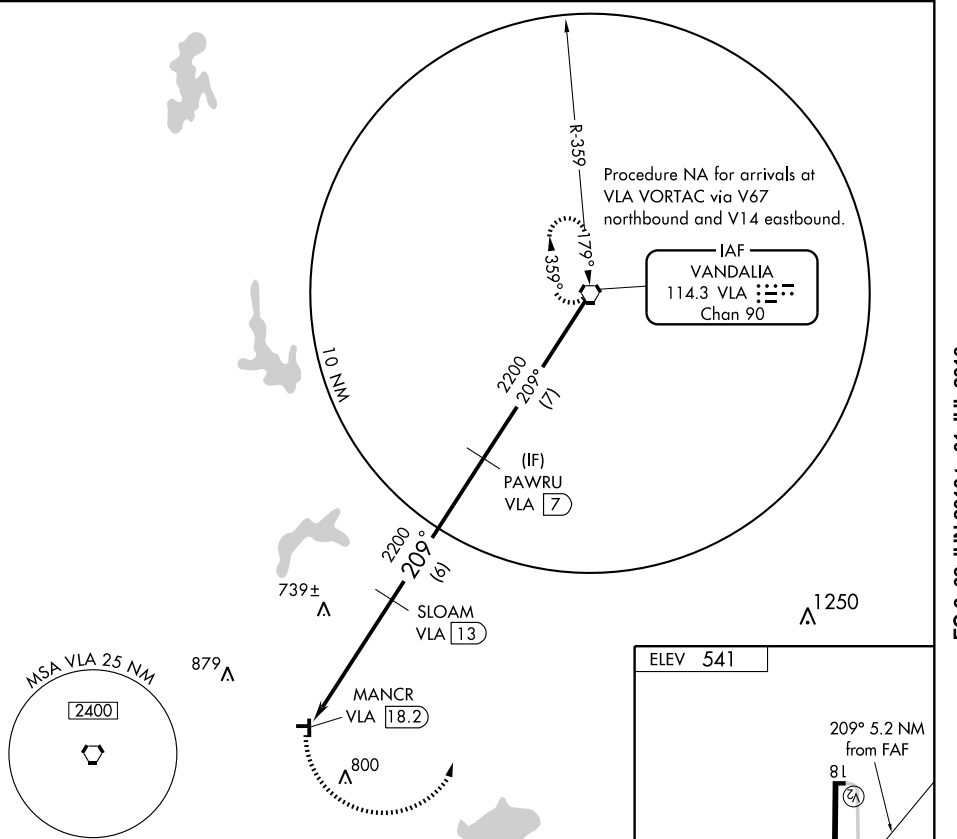 R-359
Procedure NA for arrivals at
VLA VORTAC via V67
northbound and V14 eastbound.
179°
359°
IAF
VANDALIA
114.3 VLA
Chan 90
10 NM
2200
209°
(7)
(IF)
PAWRU
VLA 7
2200
209°
(6)
739±
SLOAM
VLA 13
1250
879
MSA VLA 25 NM
2400
MANCR
VLA 18.2
800
ELEV 541
209° 5.2 NM
from FAF
18
V2